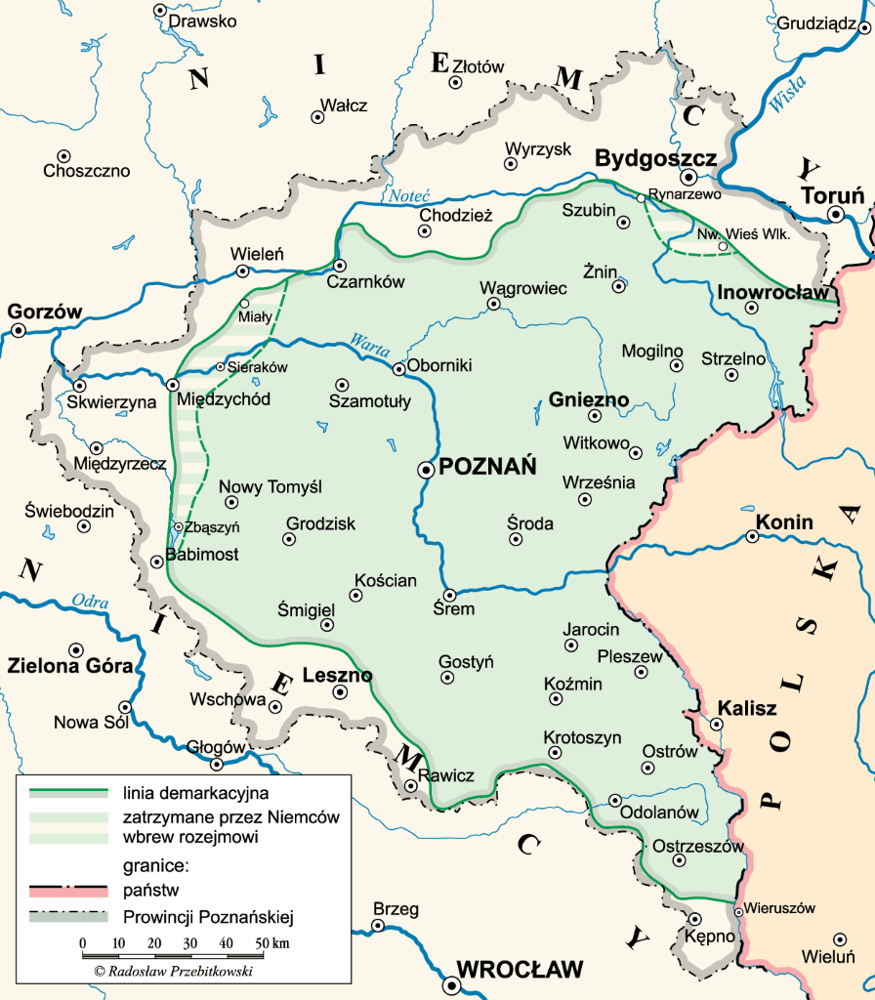 Drawsko
Grudziądz
N I E M C Y
Złotów
Wałcz
Wisła
Choszczno
Wyrzysk
Bydgoszcz
Toruń
Noteć
Rynarzewo
Szubin
Chodzież
Nw. Wieś Wlk.
Wieleń
Czarnków
Żnin
Wągrowiec
Inowrocław
Gorzów
Miały
Warta
Mogilno
Strzelno
Sieraków
Oborniki
Skwierzyna
Międzychód
Szamotuły
Gniezno
Witkowo
Międzyrzecz
POZNAŃ
Września
Nowy Tomyśl
Świebodzin
Zbąszyń
Grodzisk
Środa
Konin
Babimost
POLSKA
N I E M C Y
Kościan
Odra
Śmigiel
Śrem
Jarocin
Zielona Góra
Gostyń
Pleszew
Leszno
Wschowa
Koźmin
Nowa Sól
Kalisz
Głogów
Krotoszyn
Ostrów
Rawicz
Odolanów
Ostrzeszów
Brzeg
Wieruszów
Kępno
Wieluń
WROCŁAW
linia demarkacyjna
zatrzymane przez Niemców
wbrew rozejmowi
granice:
państw
Prowincji Poznańskiej
0 10 20 30 40 50 km
© Radosław Przebitkowski